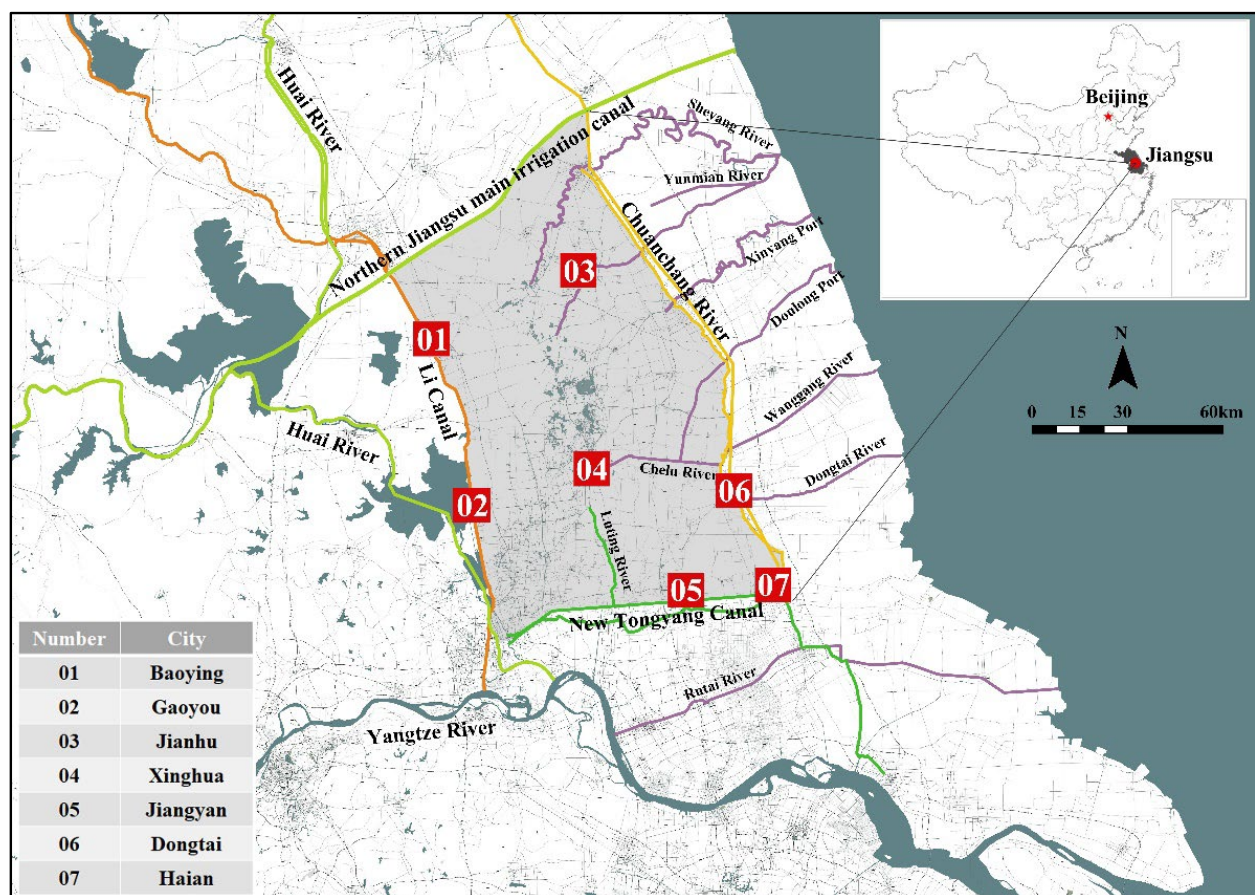 Huai River
Northern Jiangsu main irrigation canal
Sheyang River
Yunmian River
Xinyang Port
Doulong Port
Chuanchang River
03
01
Li Canal
Wanggang River
Huai River
02
04
Chelu River
06
Dongtai River
Luting River
05
07
New Tongyang Canal
Rutai River
Yangtze River
Beijing
Jiangsu
N
0 15 30 60km
Number City
01 Baoying
02 Gaoyou
03 Jianhu
04 Xinghua
05 Jiangyan
06 Dongtai
07 Haian